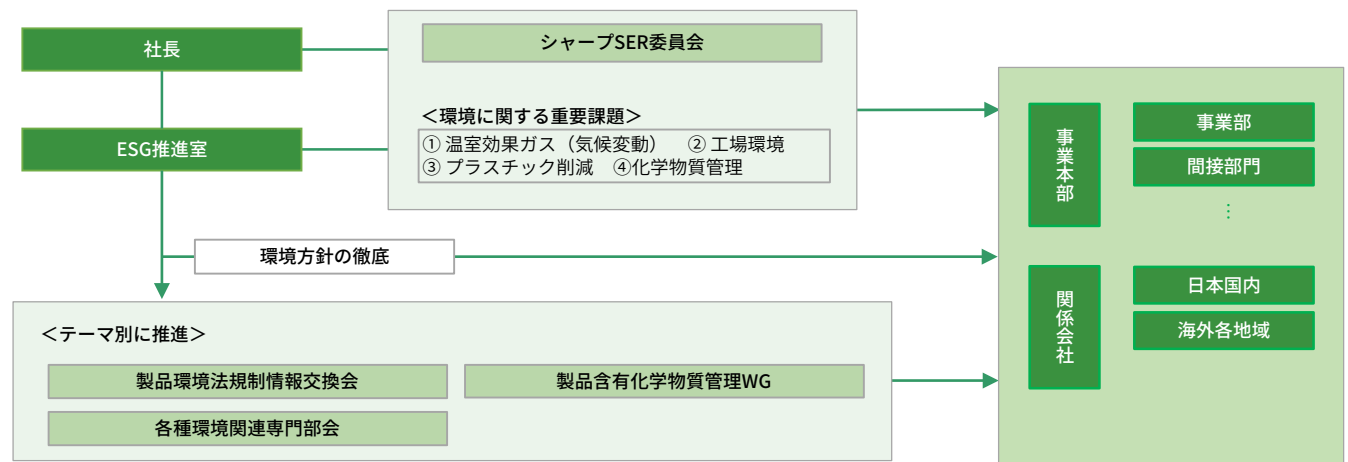 社長
ESG推進室
シャープSER委員会
＜環境に関する重要課題＞
① 温室効果ガス（気候変動）　② 工場環境
③ プラスチック削減　④化学物質管理
環境方針の徹底
＜テーマ別に推進＞
製品環境法規制情報交換会
製品含有化学物質管理WG
各種環境関連専門部会
事業本部
事業部
間接部門
⋮
関係会社
日本国内
海外各地域